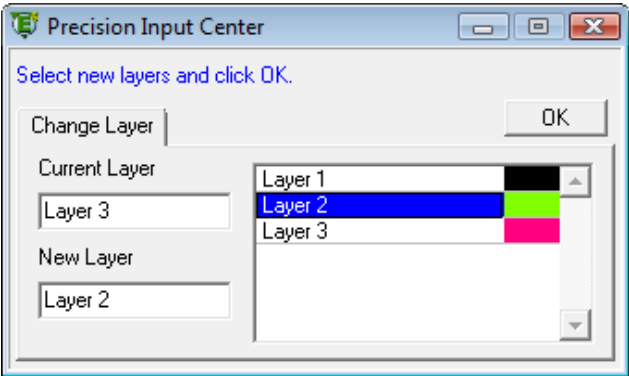 Precision Input Center
Select new layers and click OK.
OK
Change Layer
Current Layer
Layer 3
New Layer
Layer 2
Layer 1
Layer 2
Layer 3